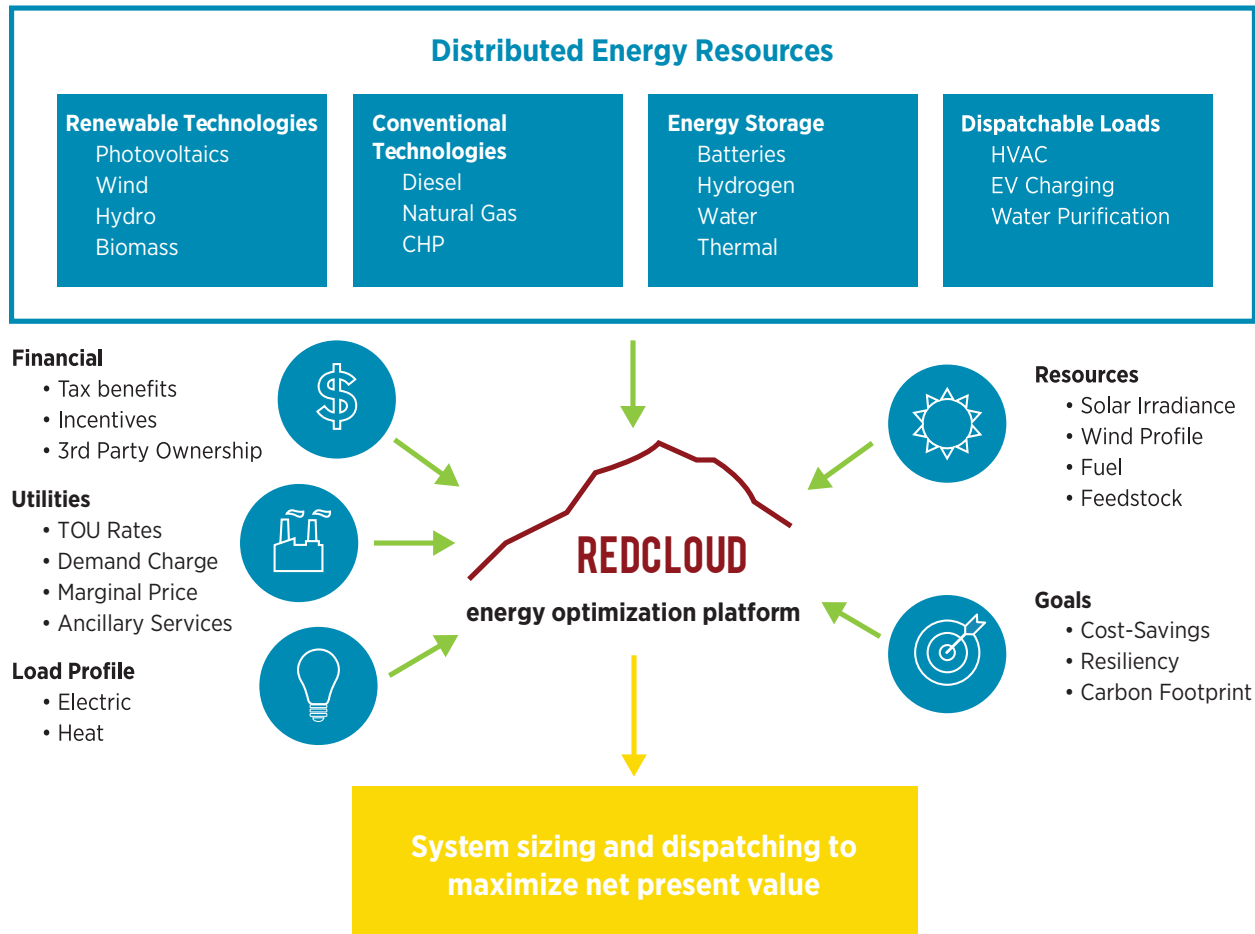 Distributed Energy Resources
Renewable Technologies
Photovoltaics
Wind
Hydro
Biomass
Conventional
Technologies
Diesel
Natural Gas
CHP
Energy Storage
Batteries
Hydrogen
Water
Thermal
Dispatchable Loads
HVAC
EV Charging
Water Purification
Financial
• Tax benefits
• Incentives
• 3rd Party Ownership
$
Utilities
• TOU Rates
• Demand Charge
• Marginal Price
• Ancillary Services
Load Profile
• Electric
• Heat
REDCLOUD
energy optimization platform
Resources
• Solar Irradiance
• Wind Profile
• Fuel
• Feedstock
Goals
• Cost-Savings
• Resiliency
• Carbon Footprint
System sizing and dispatching to
maximize net present value